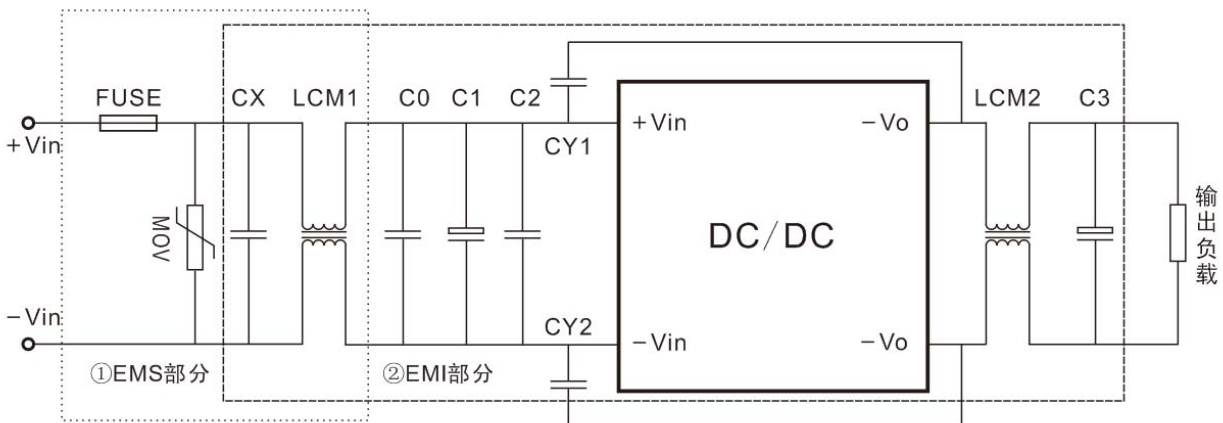 FUSE
CX
LCM1
C0
C1
C2
LCM2
C3
+Vin
CY1
+Vin
−Vo
MOV
DC/DC
输出负载
−Vin
CY2
−Vin
−Vo
①EMS部分
②EMI部分